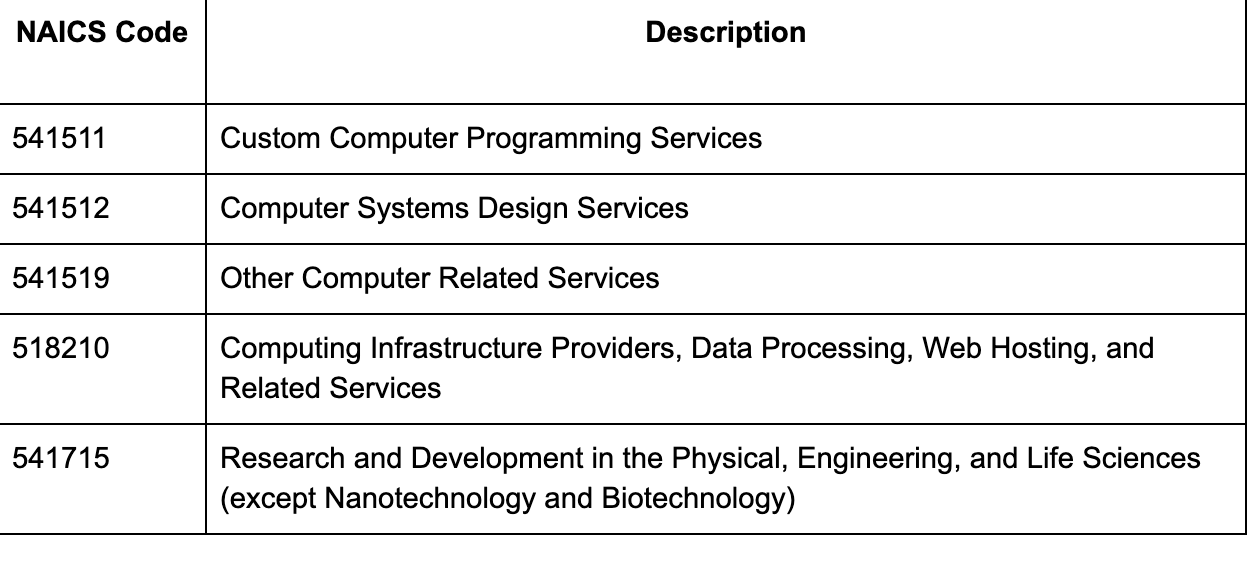 NAICS Code Description
541511 Custom Computer Programming Services
541512 Computer Systems Design Services
541519 Other Computer Related Services
518210 Computing Infrastructure Providers, Data Processing, Web Hosting, and
Related Services
541715 Research and Development in the Physical, Engineering, and Life Sciences
(except Nanotechnology and Biotechnology)